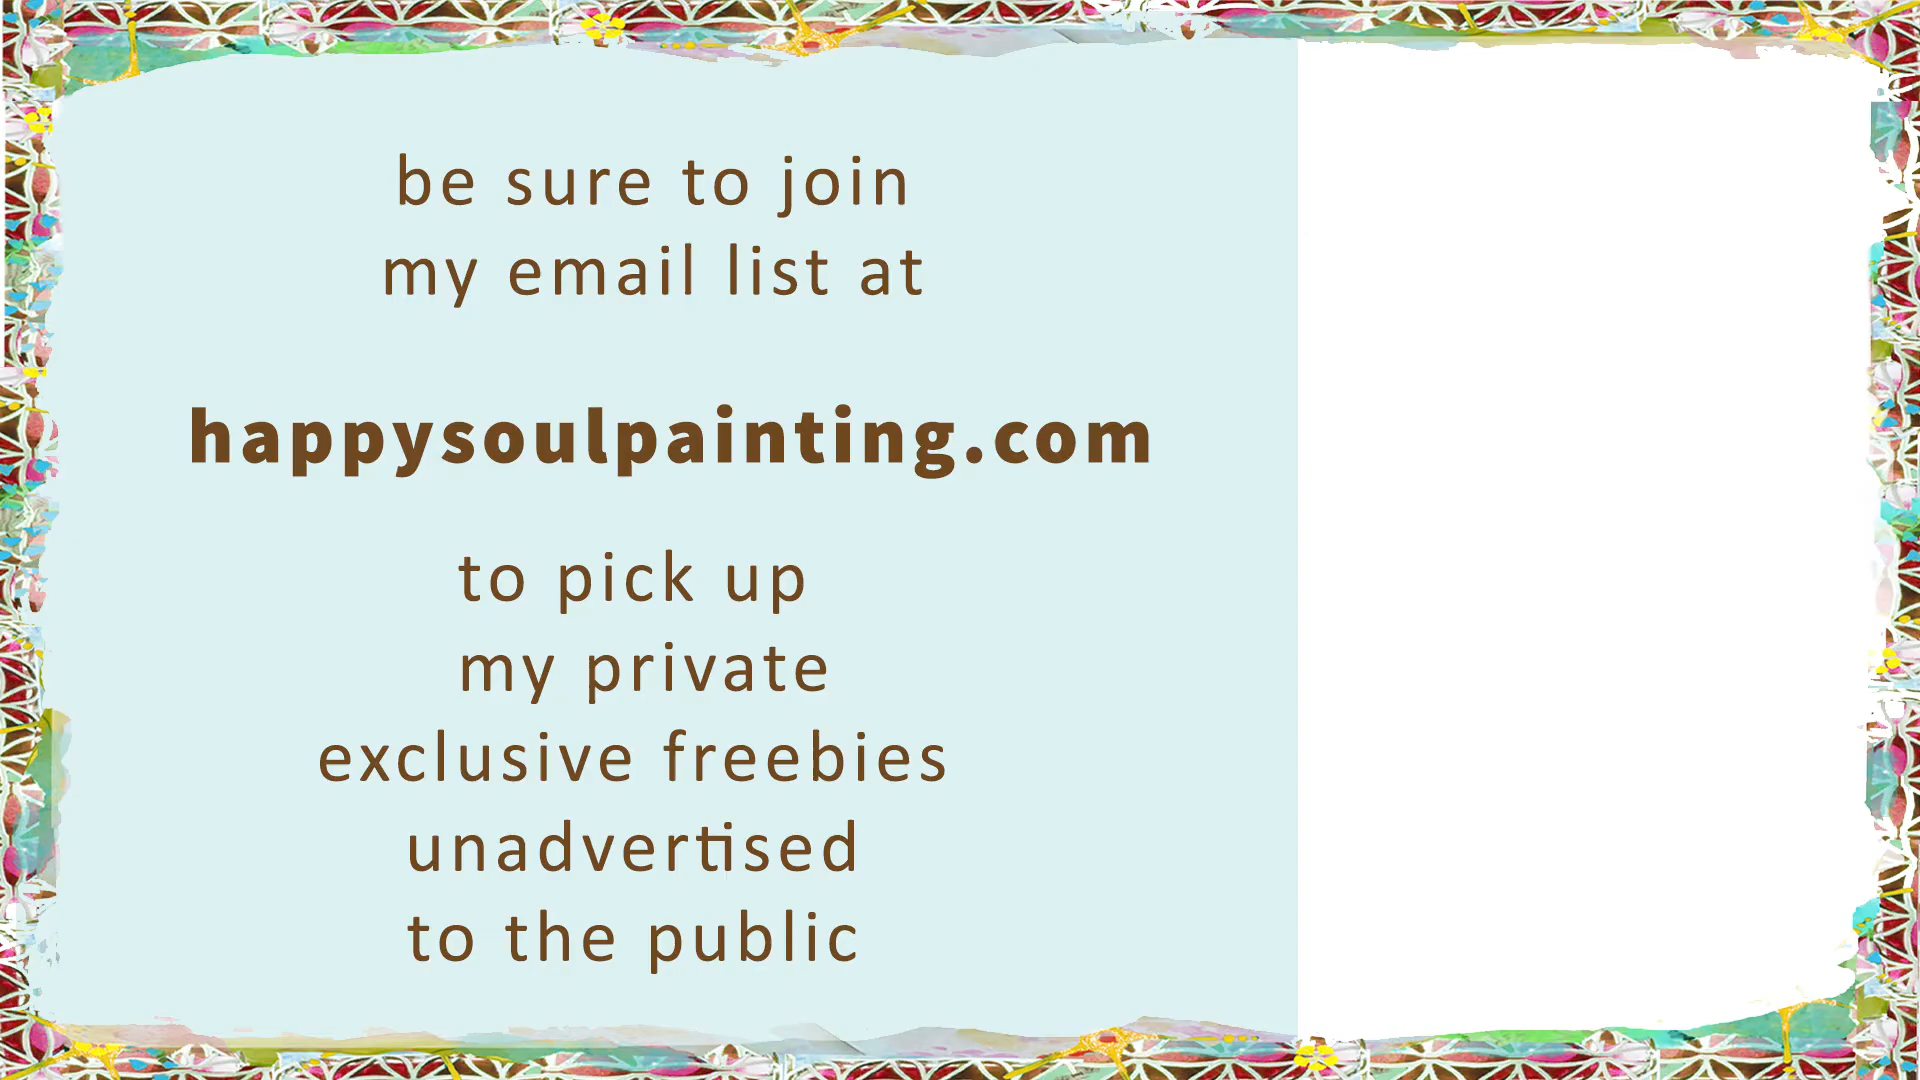 be sure to join
my email list at
happysoulpainting.com
to pick up
my private
exclusive freebies
unadvertised
to the public